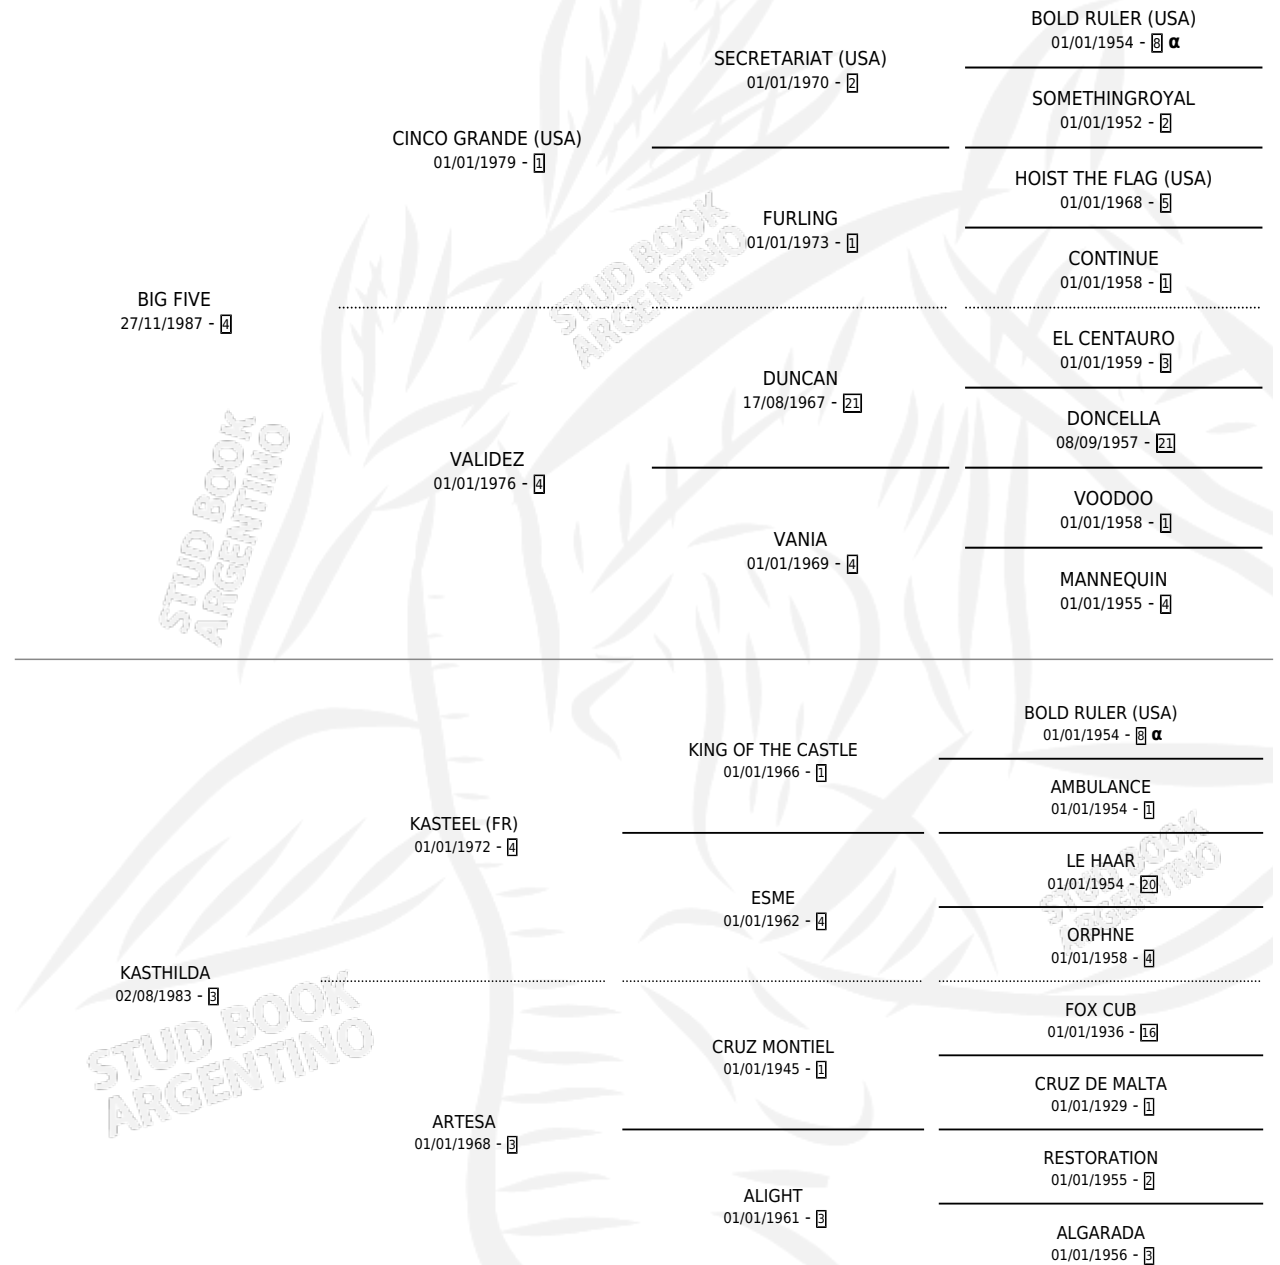 BIG FIVE
27/11/1987 - 4
CINCO GRANDE (USA)
01/01/1979 - 1
VALIDEZ
01/01/1976 - 4
SECRETARIAT (USA)
01/01/1970 - 2
FURLING
01/01/1973 - 1
DUNCAN
17/08/1967 - 21
VANIA
01/01/1969 - 4
BOLD RULER (USA)
01/01/1954 - 8 α
SOMETHINGROYAL
01/01/1952 - 2
HOIST THE FLAG (USA)
01/01/1968 - 5
CONTINUE
01/01/1958 - 1
EL CENTAURO
01/01/1959 - 3
DONCELLA
08/09/1957 - 21
VOODOO
01/01/1958 - 1
MANNEQUIN
01/01/1955 - 4
KASTHILDA
02/08/1983 - 3
KASTEEL (FR)
01/01/1972 - 4
ARTESA
01/01/1968 - 3
KING OF THE CASTLE
01/01/1966 - 1
ESME
01/01/1962 - 4
CRUZ MONTIEL
01/01/1945 - 1
ALIGHT
01/01/1961 - 3
BOLD RULER (USA)
01/01/1954 - 8 α
AMBULANCE
01/01/1954 - 1
LE HAAR
01/01/1954 - 20
ORPHNE
01/01/1958 - 4
FOX CUB
01/01/1936 - 16
CRUZ DE MALTA
01/01/1929 - 1
RESTORATION
01/01/1955 - 2
ALGARADA
01/01/1956 - 3
STUD BOOK
ARGENTINO
STUD BOOK
ARGENTINO
STUD BOOK
ARGENTINO
STUD BOOK
ARGENTINO